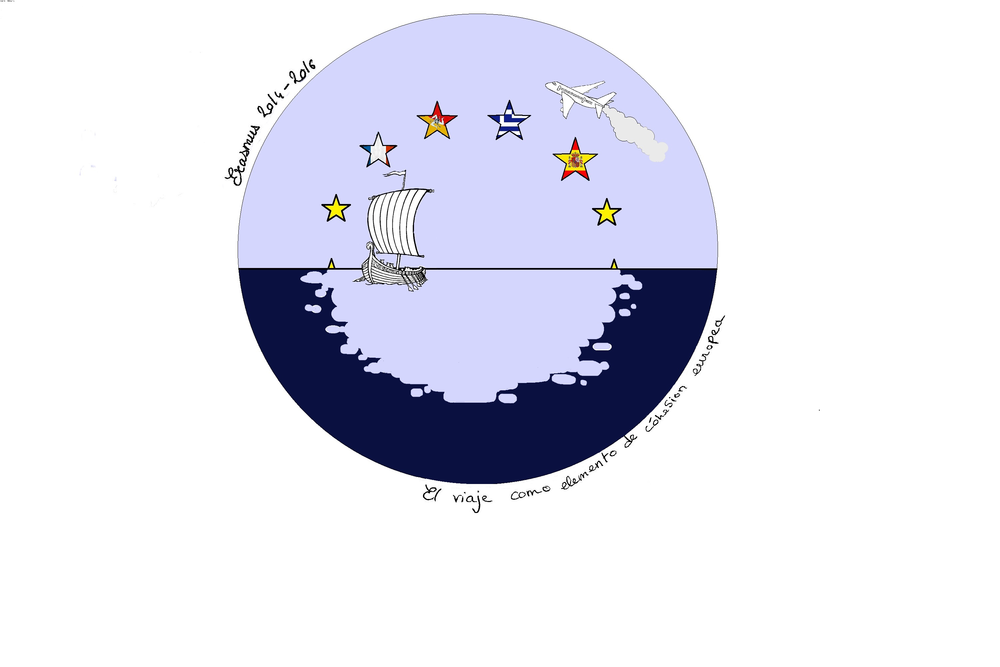 Erasmus 2014-2016
El viaje como elemento de cóhesion europea